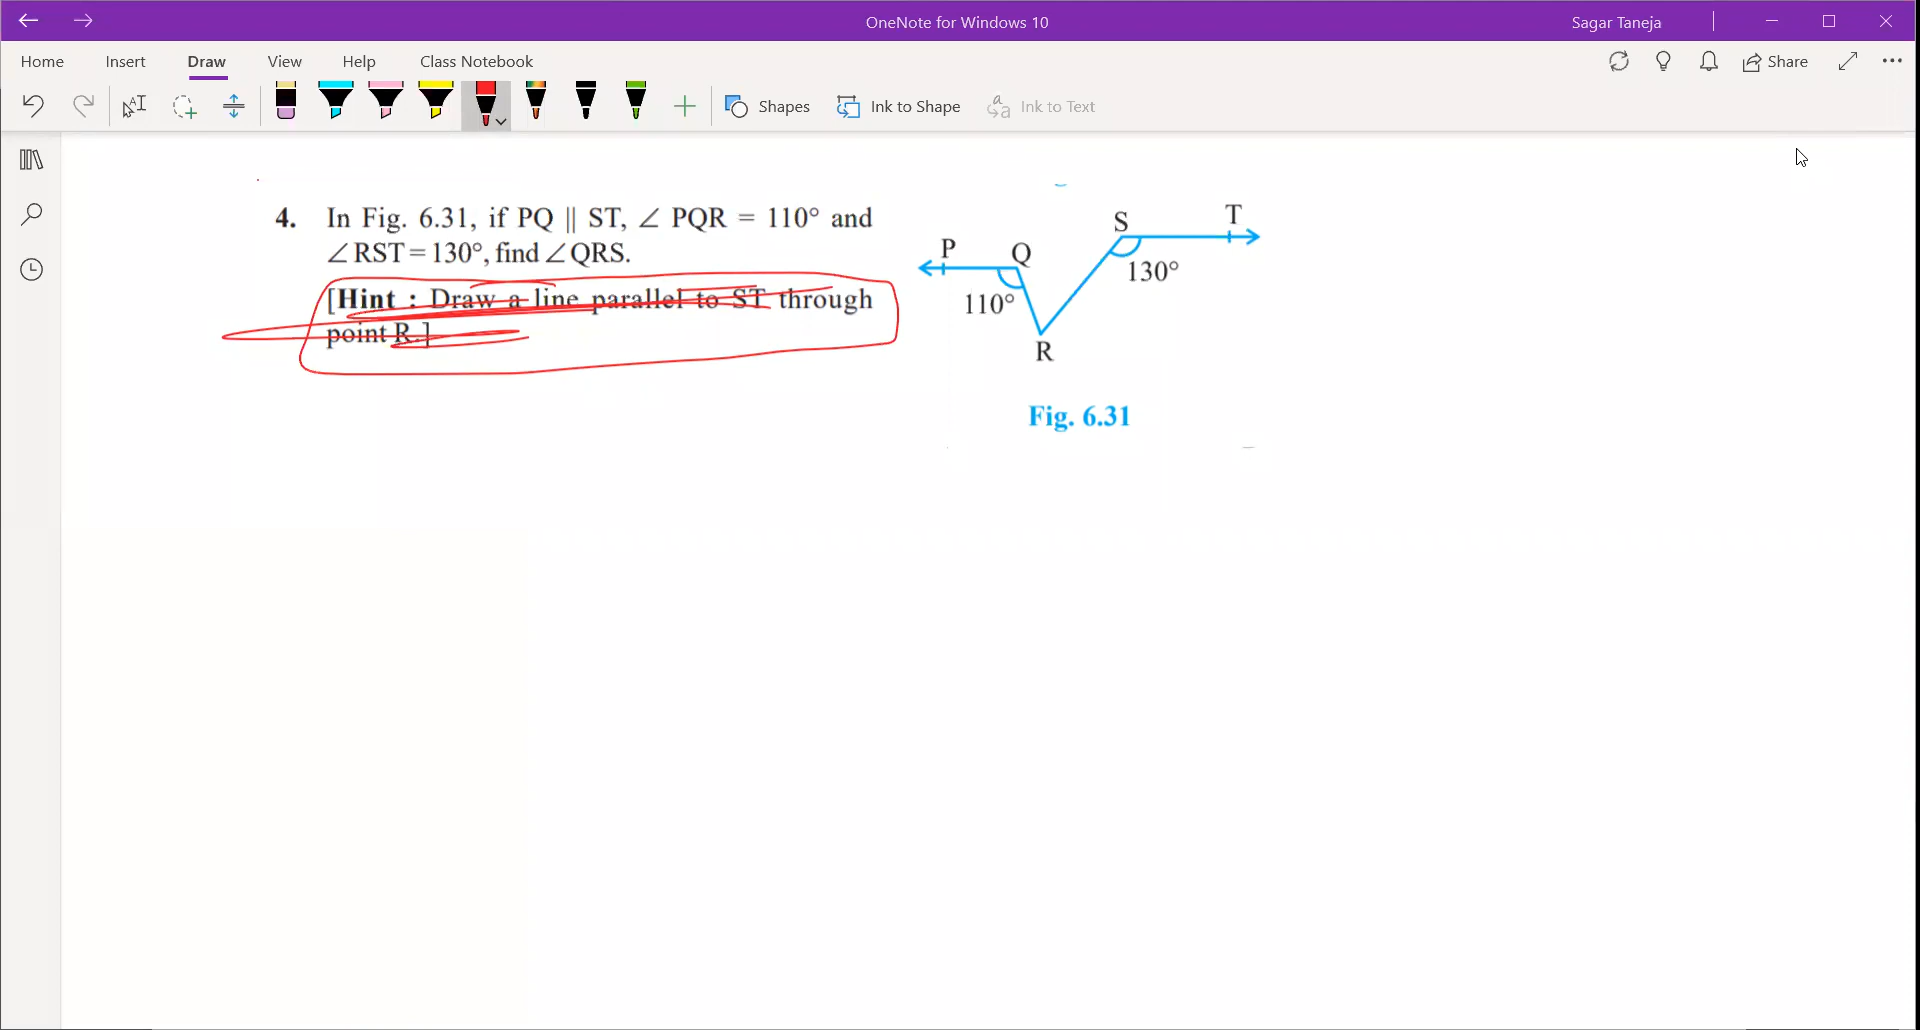 OneNote for Windows 10
Sagar Taneja
Home Insert Draw View Help Class Notebook
Share
Shapes Ink to Shape Ink to Text
4. In Fig. 6.31, if PQ || ST, ∠ PQR = 110° and
∠ RST = 130°, find ∠ QRS.
[Hint : Draw a line parallel to ST through
point R.]
P Q S T
130°
110°
R
Fig. 6.31